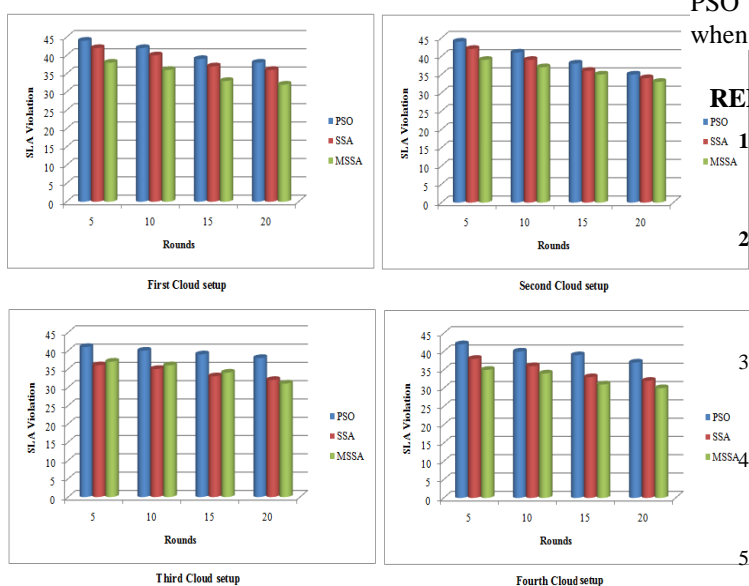 PSO
when
45
40
35
30
25
20
15
10
5
0
SLA Violation
5 10 15 20
Rounds
PSO
SSA
MSSA
First Cloud setup
45
40
35
30
25
20
15
10
5
0
SLA Violation
5 10 15 20
Rounds
PSO
SSA
MSSA
Second Cloud setup
45
40
35
30
25
20
15
10
5
0
SLA Violation
5 10 15 20
Rounds
PSO
SSA
MSSA
Third Cloud setup
45
40
35
30
25
20
15
10
5
0
SLA Violation
5 10 15 20
Rounds
PSO
SSA
MSSA
Fourth Cloud setup
1
2
3
4
5